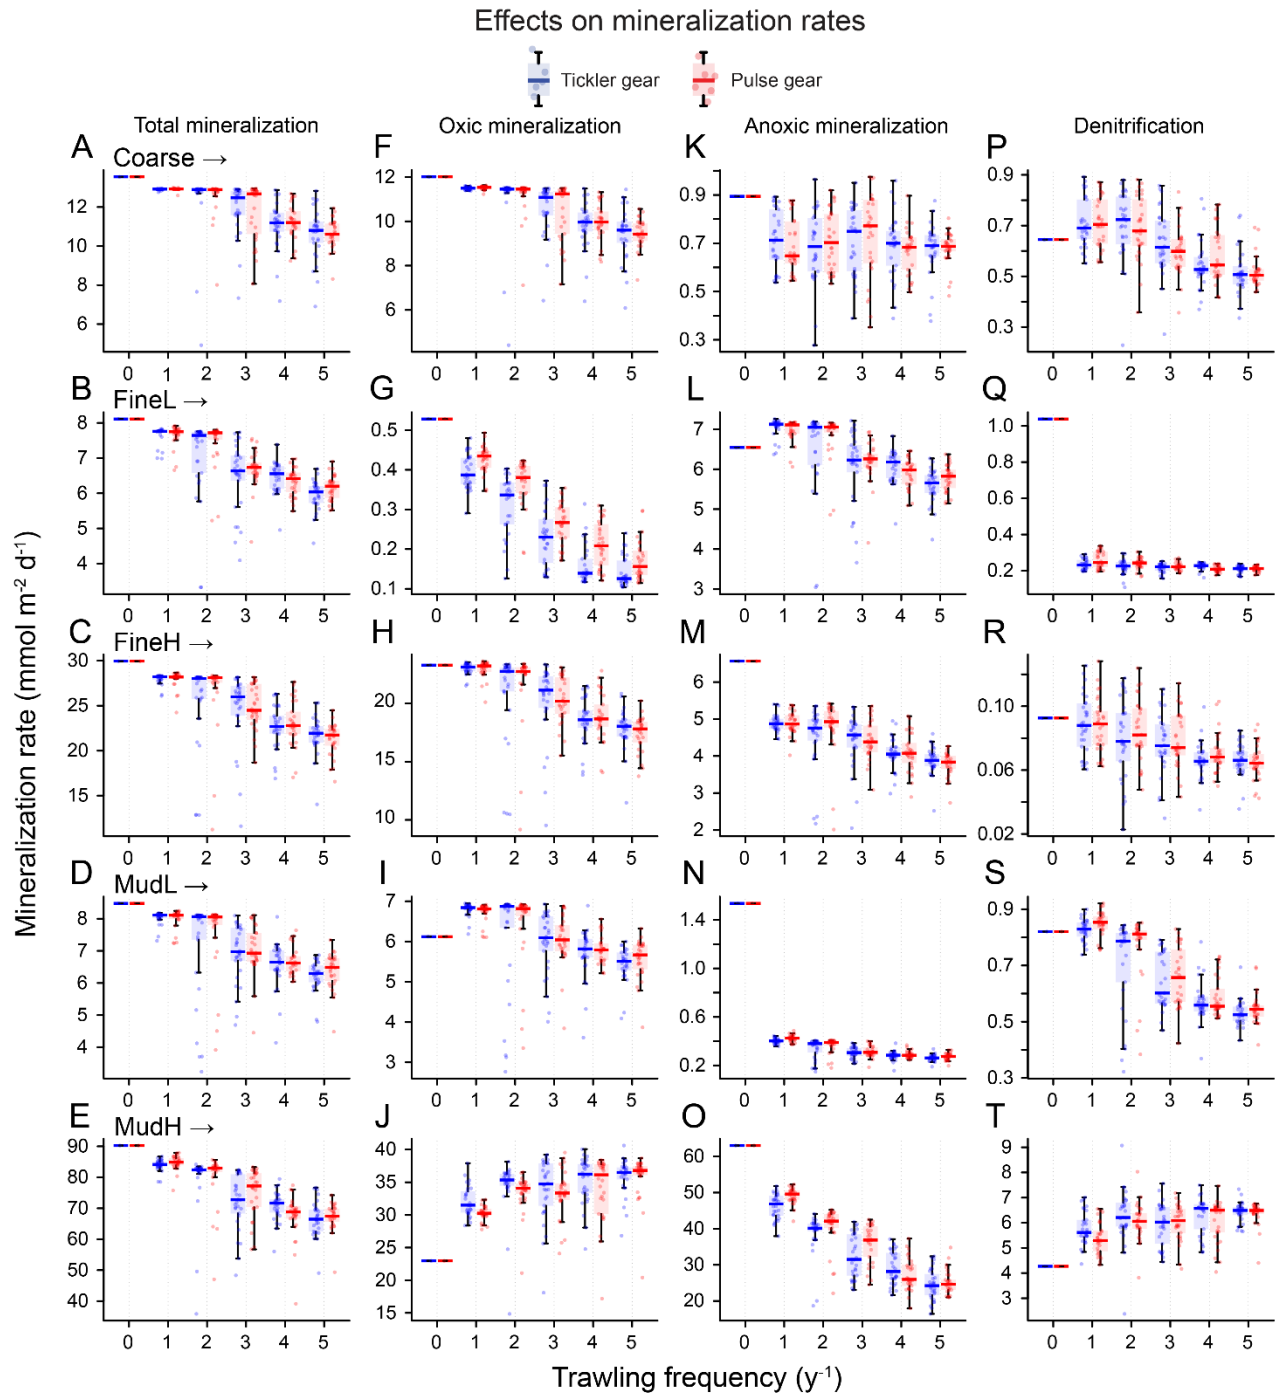 Effects on mineralization rates
Tickler gear
Pulse gear
Total mineralization
Oxic mineralization
Anoxic mineralization
Denitrification
A
Coarse →
12
10
8
6
0 1 2 3 4 5
F
12
10
8
6
0 1 2 3 4 5
K
0.9
0.7
0.5
0.3
0 1 2 3 4 5
P
0.9
0.7
0.5
0.3
0 1 2 3 4 5
B
FineL →
8
7
6
5
4
0 1 2 3 4 5
G
0.5
0.4
0.3
0.2
0.1
0 1 2 3 4 5
L
7
6
5
4
3
0 1 2 3 4 5
Q
1.0
0.8
0.6
0.4
0.2
0 1 2 3 4 5
C
FineH →
30
25
20
15
0 1 2 3 4 5
H
20
15
10
0 1 2 3 4 5
M
6
5
4
3
2
0 1 2 3 4 5
R
0.10
0.06
0.02
0 1 2 3 4 5
D
MudL →
8
7
6
5
4
0 1 2 3 4 5
I
7
6
5
4
3
0 1 2 3 4 5
N
1.4
1.0
0.6
0.2
0 1 2 3 4 5
S
0.9
0.7
0.5
0.3
0 1 2 3 4 5
E
MudH →
90
80
70
60
50
40
0 1 2 3 4 5
J
40
35
30
25
20
15
0 1 2 3 4 5
O
60
50
40
30
20
0 1 2 3 4 5
T
9
8
7
6
5
4
3
0 1 2 3 4 5
Mineralization rate (mmol m⁻² d⁻¹)
Trawling frequency (y⁻¹)